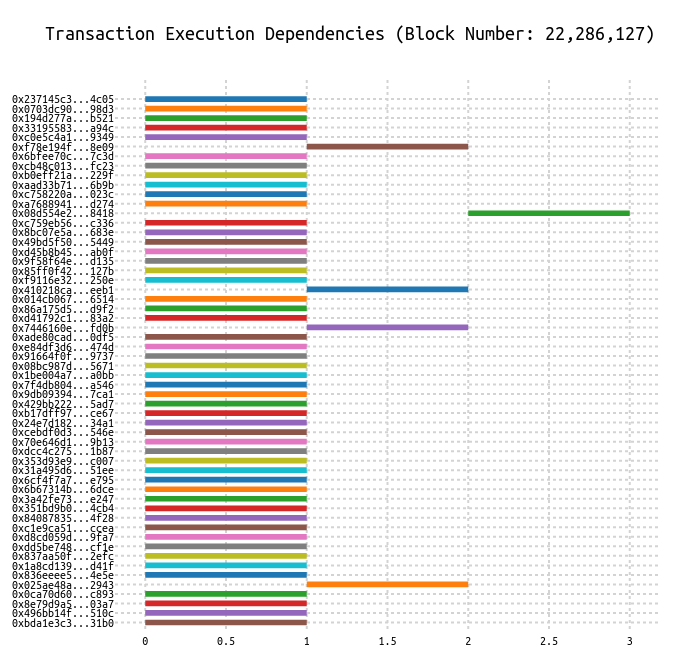 Transaction Execution Dependencies (Block Number: 22,286,127)
0x237145c3...4c05
0x0703dc90...98d3
0x194d277a...b521
0x33195583...a94c
0xc0e5c4a1...9349
0xf78e194f...8e09
0x6bfee70c...7c3d
0xcb48c013...fc23
0xb0eff21a...229f
0xaad33b71...6b9b
0xc758220a...023c
0xa7688941...d274
0x08d554e2...8418
0xc759eb56...c336
0x8bc07e5a...683e
0x49bd5f50...5449
0xd45b8b45...ab0f
0x9f58f64e...d135
0x85ff0f42...127b
0xf9116e32...250e
0x410218ca...eeb1
0x014cb067...6514
0x86a175d5...d9f2
0xd41792c1...83a2
0x7446160e...fd0b
0xade80cad...0df5
0xe84df3d6...474d
0x91664f0f...9737
0x08bc987d...5671
0x1be004a7...a0bb
0x7f4db804...a546
0x9db09394...7ca1
0x429bb222...5ad7
0xb17dff97...ce67
0x24e7d182...34a1
0xcebdf0d3...546e
0x70e646d1...9b13
0xdcc4c275...1b87
0x353d93e9...c007
0x31a495d6...51ee
0x6cf4f7a7...e795
0x6b67314b...6dce
0x3a42fe73...e247
0x351bd9b0...4cb4
0x84087835...4f28
0xc1e9ca51...ccea
0xd8cd059d...9fa7
0xdd5be748...cf1e
0x837aa50f...2efc
0x1a8cd139...d41f
0x836eeee5...4e5e
0x025ae48a...2943
0x0ca70d60...c893
0x8e79d9a5...03a7
0x496bb14f...510c
0xbda1e3c3...31b0
0 0.5 1 1.5 2 2.5 3